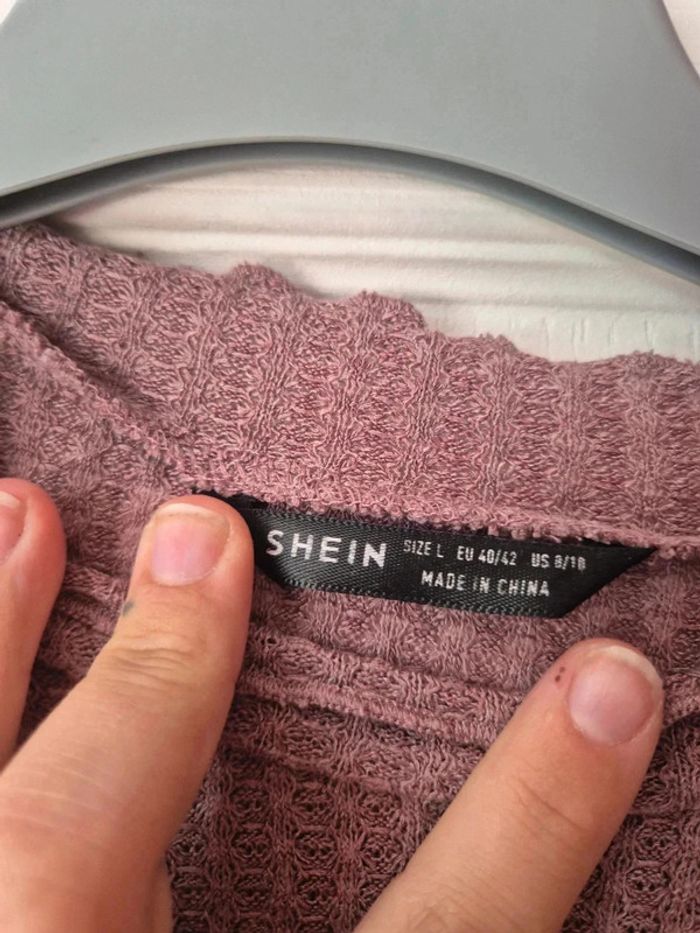 SHEIN
SIZE L EU 40/42 US 8/10
MADE IN CHINA